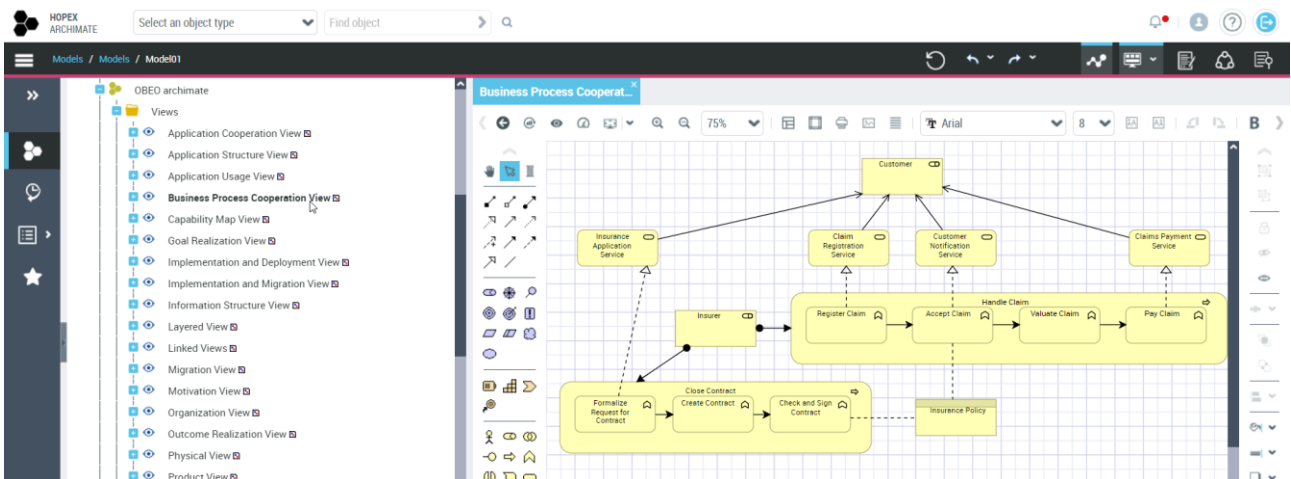 HOPEX
ARCHIMATE
Select an object type
Find object
?
Models / Models / Model01
OBEO archimate
Views
Application Cooperation View
Application Structure View
Application Usage View
Business Process Cooperation View
Capability Map View
Goal Realization View
Implementation and Deployment View
Implementation and Migration View
Information Structure View
Layered View
Linked Views
Migration View
Motivation View
Organization View
Outcome Realization View
Physical View
Product View
Business Process Cooperat...
75%
Arial
8
B
Customer
Insurance
Application
Service
Claim
Registration
Service
Customer
Notification
Service
Claims Payment
Service
Handle Claim
Register Claim
Accept Claim
Valuate Claim
Pay Claim
Insurer
Close Contract
Formalize
Request for
Contract
Create Contract
Check and Sign
Contract
Insurance Policy